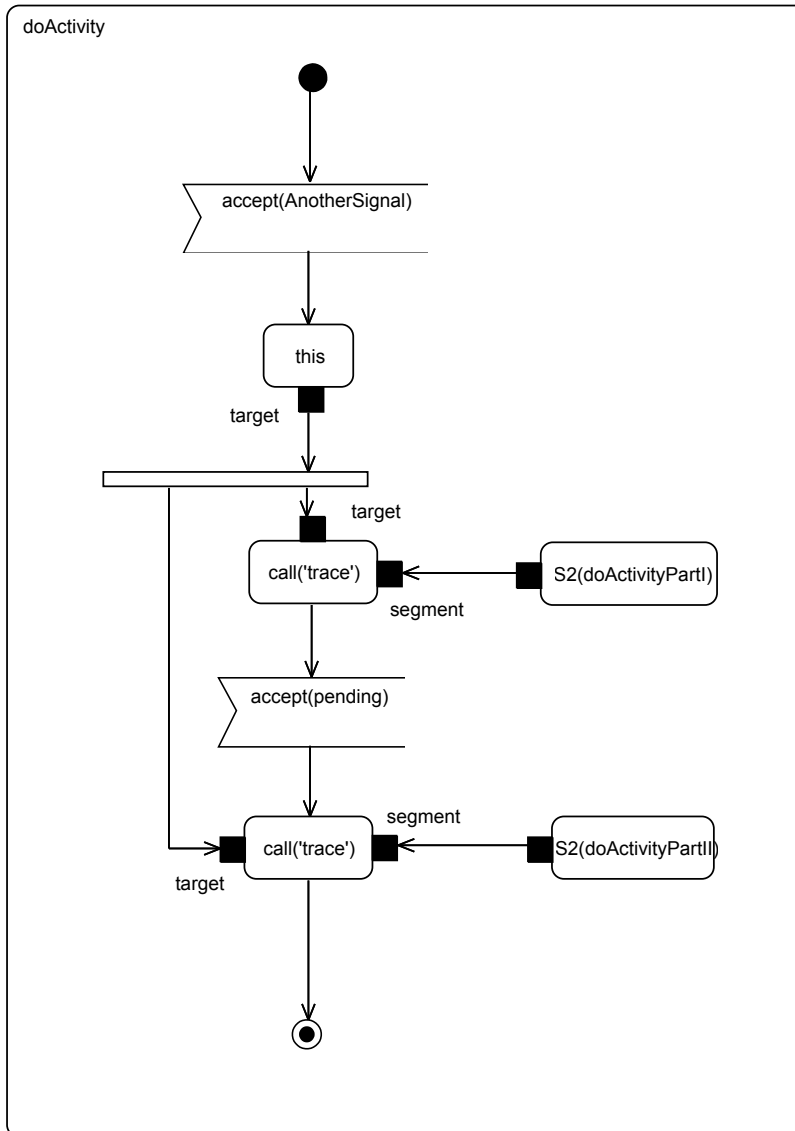 doActivity
accept(AnotherSignal)
this
target
target
call('trace')
S2(doActivityPartI)
segment
accept(pending)
segment
call('trace')
S2(doActivityPartII)
target